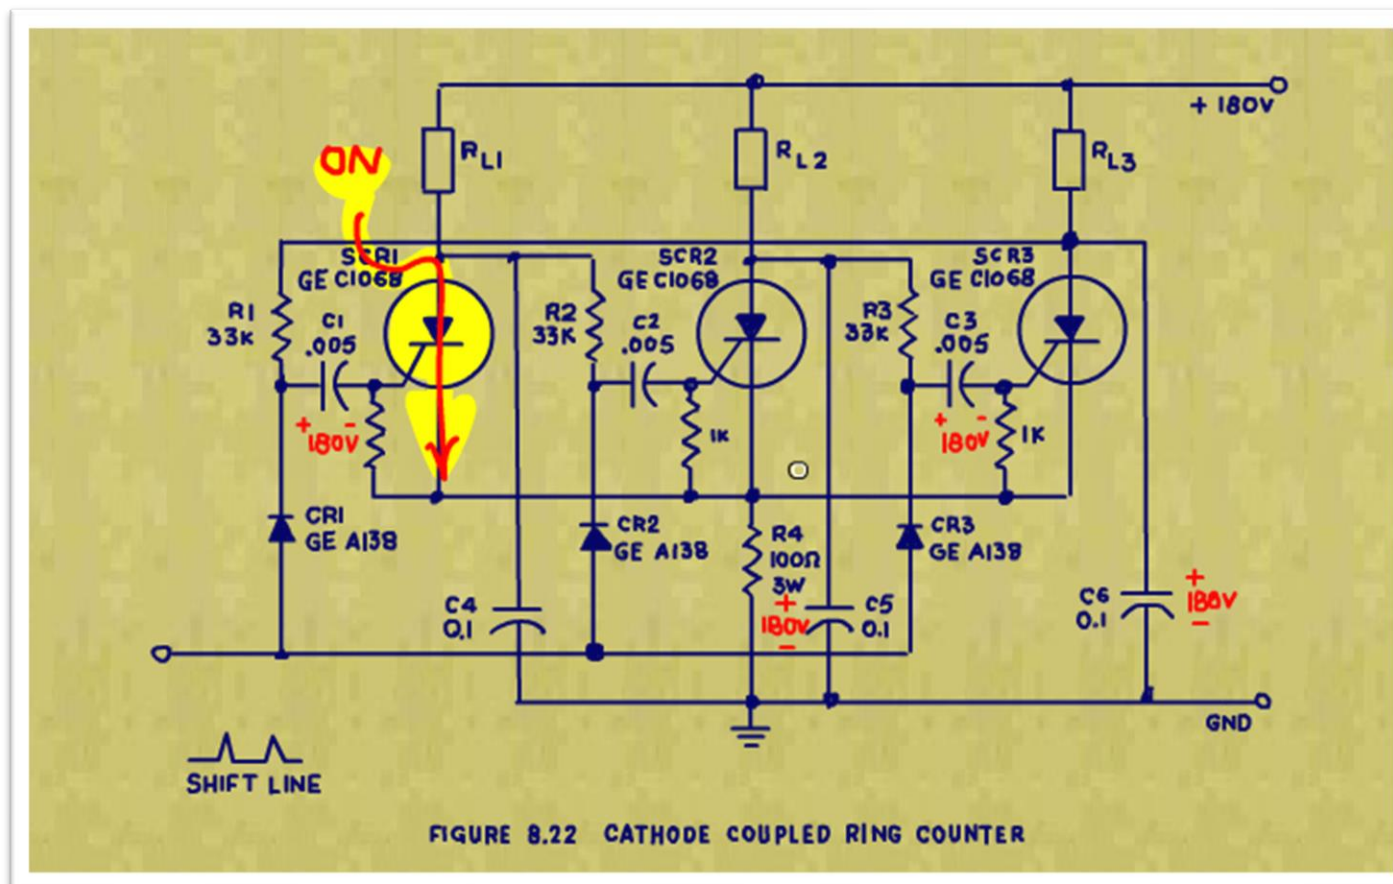 + 180V
ON
RL1
RL2
RL3
SCR1
GE C106B
SCR2
GE C106B
SCR3
GE C106B
R1
33K
C1
.005
R2
33K
C2
.005
R3
33K
C3
.005
+ -
180V
1K
+ -
180V
1K
CR1
GE A13B
CR2
GE A13B
R4
100Ω
3W
CR3
GE A139
C4
0.1
+
180V
-
C5
0.1
C6
0.1
+
180V
-
GND
SHIFT LINE
FIGURE 8.22 CATHODE COUPLED RING COUNTER